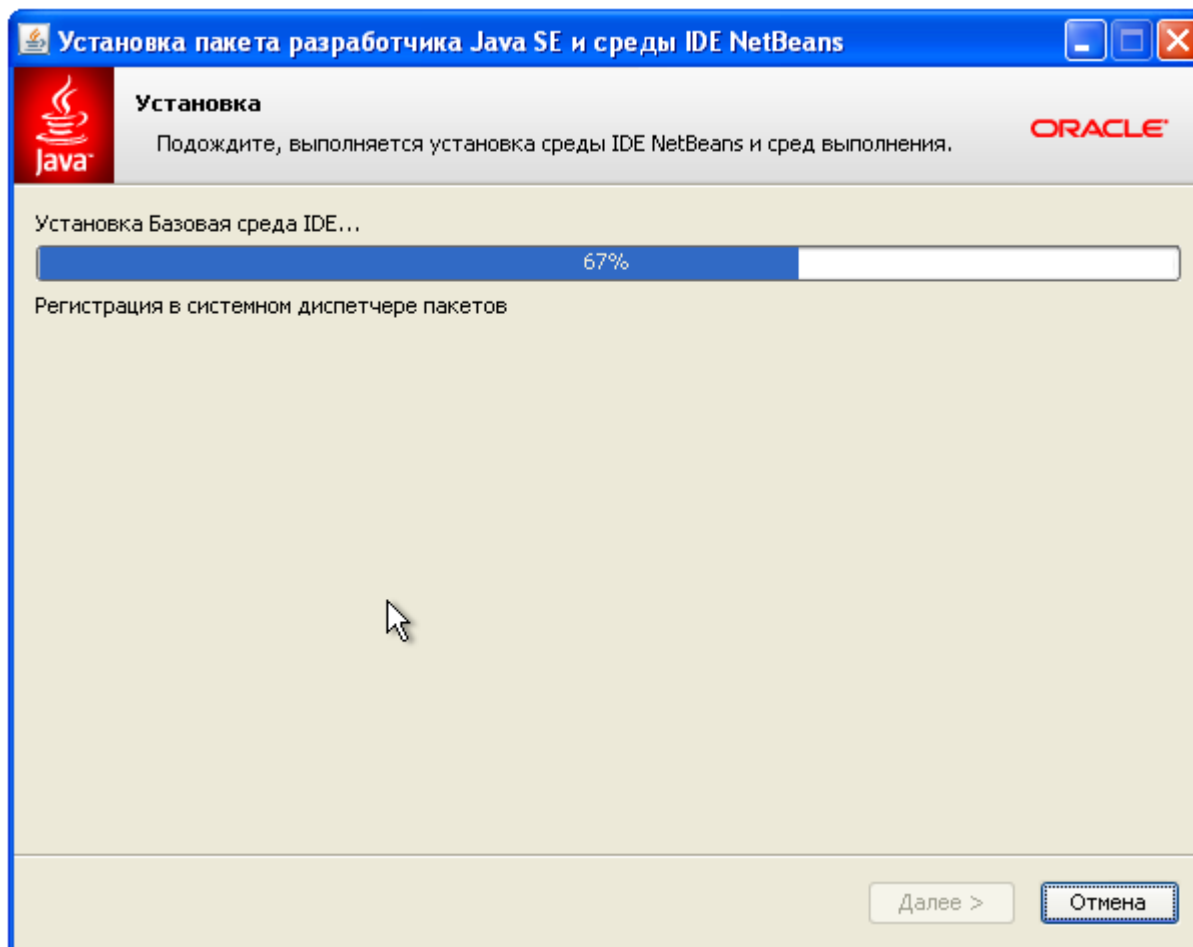 Установка пакета разработчика Java SE и среды IDE NetBeans
Установка
Подождите, выполняется установка среды IDE NetBeans и сред выполнения.
Java™
ORACLE®
Установка Базовая среда IDE...
67%
Регистрация в системном диспетчере пакетов
Далее >
Отмена